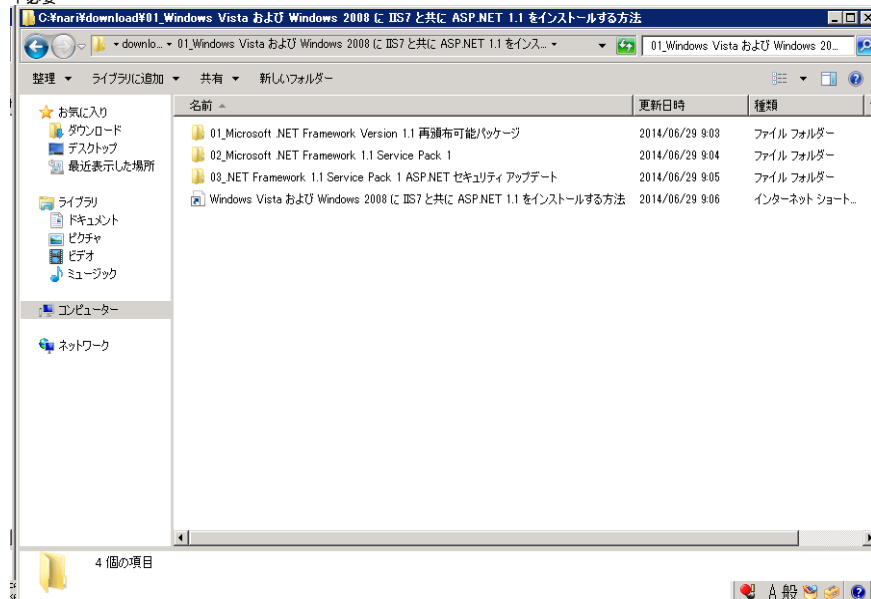 C:¥nari¥download¥01_Windows Vista および Windows 2008 に IIS7 と共に ASP.NET 1.1 をインストールする方法
downlo... 01_Windows Vista および Windows 2008 に IIS7 と共に ASP.NET 1.1 をインス... 01_Windows Vista および Windows 20...
整理 ライブラリに追加 共有 新しいフォルダー
名前 更新日時 種類
お気に入り
ダウンロード
デスクトップ
最近表示した場所
ライブラリ
ドキュメント
ピクチャ
ビデオ
ミュージック
コンピューター
ネットワーク
01_Microsoft .NET Framework Version 1.1 再頒布可能パッケージ 2014/06/29 9:03 ファイル フォルダー
02_Microsoft .NET Framework 1.1 Service Pack 1 2014/06/29 9:04 ファイル フォルダー
03_.NET Framework 1.1 Service Pack 1 ASP.NET セキュリティ アップデート 2014/06/29 9:05 ファイル フォルダー
Windows Vista および Windows 2008 に IIS7 と共に ASP.NET 1.1 をインストールする方法 2014/06/29 9:06 インターネット ショート...
4 個の項目
A 般